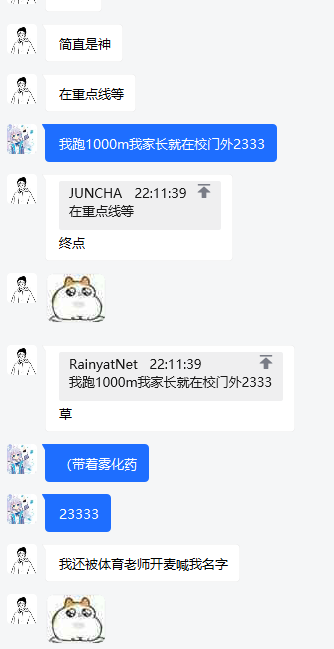 简直是神
在重点线等
我跑1000m我家长就在校门外2333
JUNCHA 22:11:39
在重点线等
终点
RainyatNet 22:11:39
我跑1000m我家长就在校门外2333
草
（带着雾化药
23333
我还被体育老师开麦喊我名字